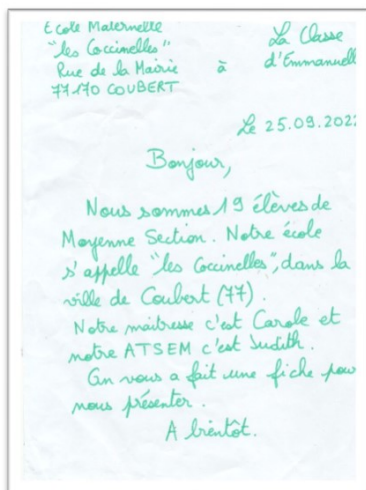 École Maternelle
"les Coccinelles"
Rue de la Mairie
77170 COUBERT
à
La Classe
d'Emmanuell
Le 25.09.202
Bonjour,
Nous sommes 19 élèves de
Moyenne Section. Notre école
s'appelle "les Coccinelles", dans la
ville de Coubert (77).
Notre maîtresse c'est Carole et
notre ATSEM c'est Judith.
On vous a fait une fiche pour
nous présenter.
A bientôt.